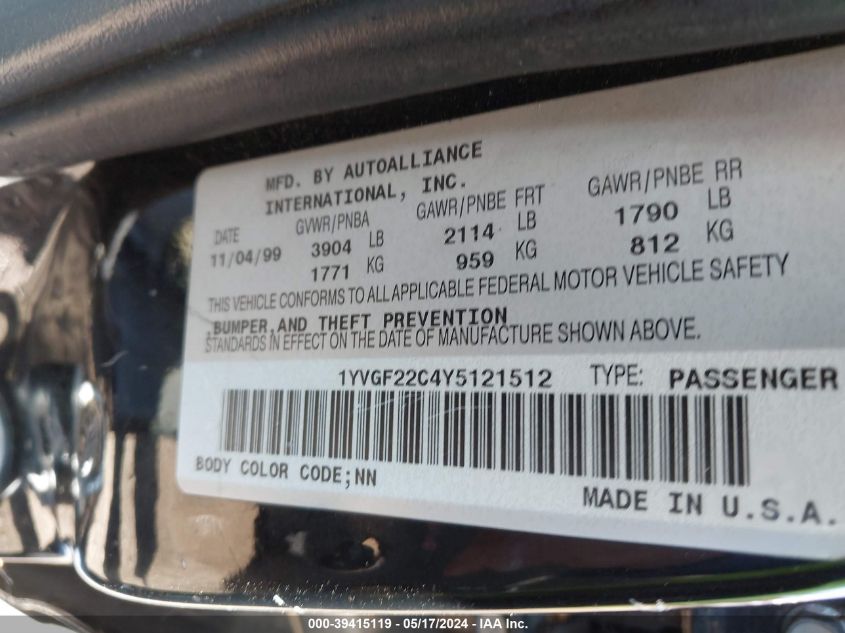 MFD. BY AUTOALLIANCE
INTERNATIONAL, INC.
DATE GVWR/PNBA GAWR/PNBE FRT GAWR/PNBE RR
11/04/99 3904 LB 2114 LB 1790 LB
1771 KG 959 KG 812 KG
THIS VEHICLE CONFORMS TO ALL APPLICABLE FEDERAL MOTOR VEHICLE SAFETY
,BUMPER,AND THEFT PREVENTION
STANDARDS IN EFFECT ON THE DATE OF MANUFACTURE SHOWN ABOVE.
1YVGF22C4Y5121512 TYPE: PASSENGER
BODY COLOR CODE;NN
MADE IN U.S.A.
000-39415119 - 05/17/2024 - IAA Inc.